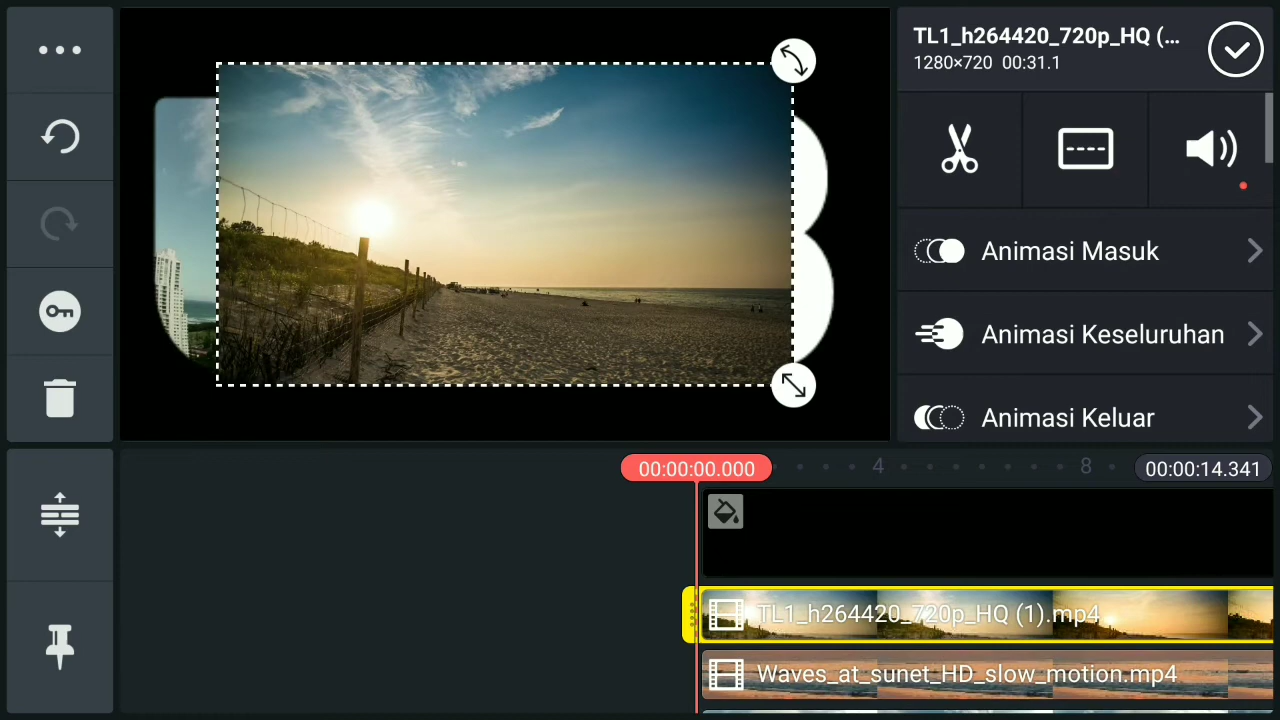 TL1_h264420_720p_HQ (...
1280×720 00:31.1
Animasi Masuk
Animasi Keseluruhan
Animasi Keluar
00:00:00.000
4
8
00:00:14.341
TL1_h264420_720p_HQ (1).mp4
Waves_at_sunet_HD_slow_motion.mp4